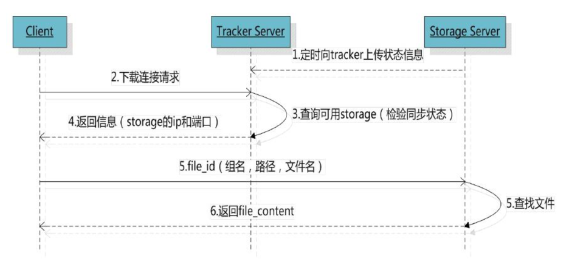 Client
Tracker Server
Storage Server
1.定时向tracker上传状态信息
2.下载连接请求
3.查询可用storage（检验同步状态）
4.返回信息（storage的ip和端口）
5.file_id（组名，路径，文件名）
5.查找文件
6.返回file_content